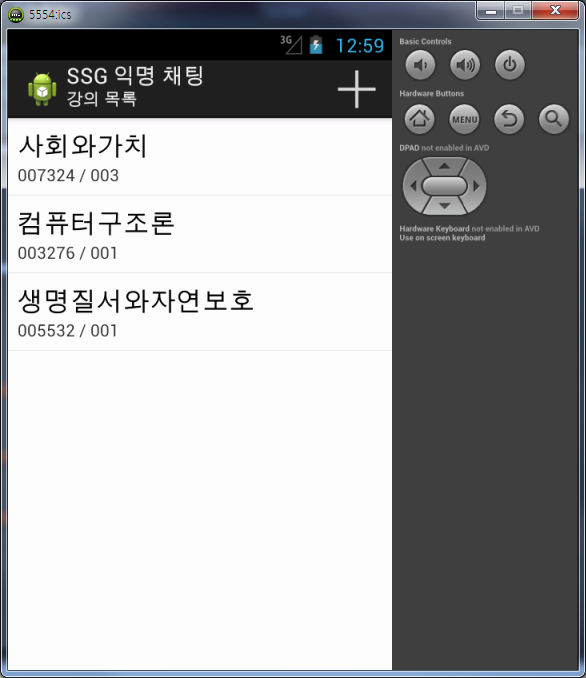 5554:ics
3G
12:59
SSG 익명 채팅
강의 목록
사회와가치
007324 / 003
컴퓨터구조론
003276 / 001
생명질서와자연보호
005532 / 001
Basic Controls
Hardware Buttons
MENU
DPAD not enabled in AVD
Hardware Keyboard not enabled in AVD
Use on screen keyboard